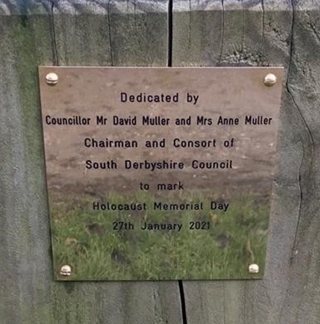 Dedicated by
Councillor Mr David Muller and Mrs Anne Muller
Chairman and Consort of
South Derbyshire Council
to mark
Holocaust Memorial Day
27th January 2021